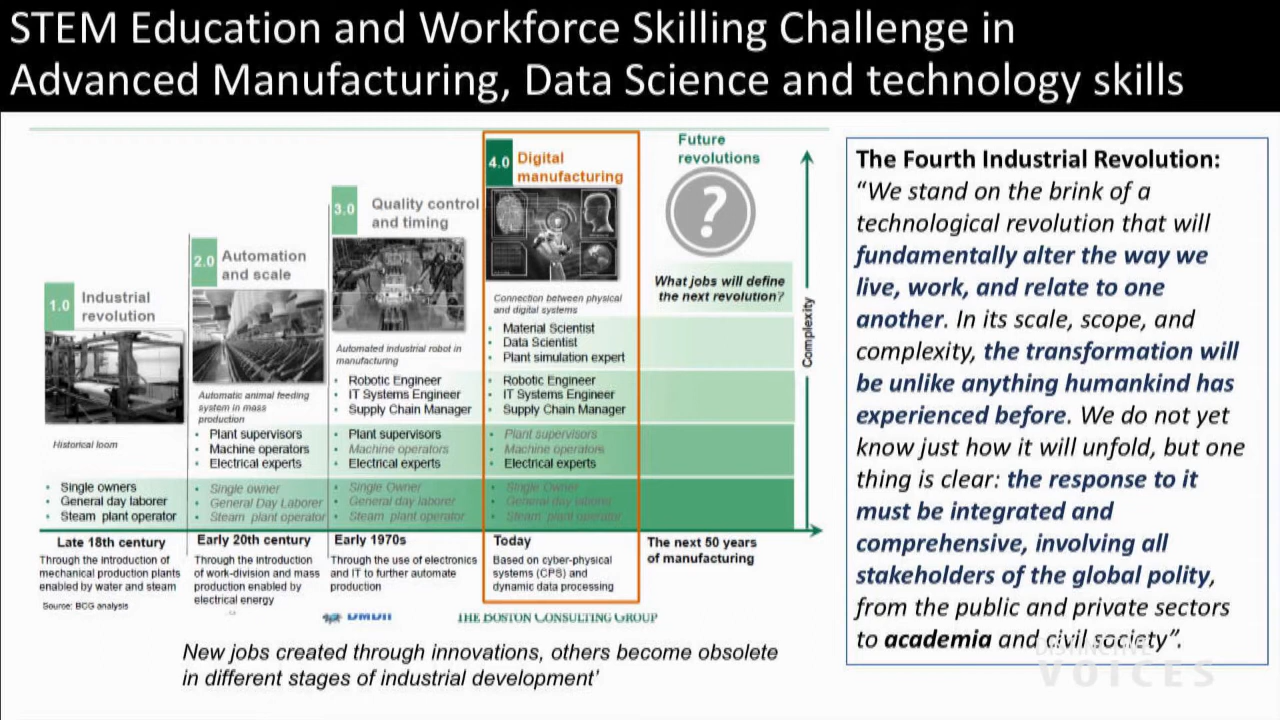 STEM Education and Workforce Skilling Challenge in
Advanced Manufacturing, Data Science and technology skills
1.0 Industrial
revolution
Historical loom
• Single owners
• General day laborer
• Steam plant operator
Late 18th century
Through the introduction of
mechanical production plants
enabled by water and steam
Source: BCG analysis
2.0 Automation
and scale
Automatic animal feeding
system in mass
production
• Plant supervisors
• Machine operators
• Electrical experts
• Single owner
• General Day Laborer
• Steam plant operator
Early 20th century
Through the introduction
of work-division and mass
production enabled by
electrical energy
3.0 Quality control
and timing
Automated industrial robot in
manufacturing
• Robotic Engineer
• IT Systems Engineer
• Supply Chain Manager
• Plant supervisors
• Machine operators
• Electrical experts
• Single Owner
• General day laborer
• Steam plant operator
Early 1970s
Through the use of electronics
and IT to further automate
production
4.0 Digital
manufacturing
Connection between physical
and digital systems
• Material Scientist
• Data Scientist
• Plant simulation expert
• Robotic Engineer
• IT Systems Engineer
• Supply Chain Manager
• Plant supervisors
• Machine operators
• Electrical experts
• Single Owner
• General day laborer
• Steam plant operator
Today
Based on cyber-physical
systems (CPS) and
dynamic data processing
Future
revolutions
?
What jobs will define
the next revolution?
The next 50 years
of manufacturing
Complexity
DMDII THE BOSTON CONSULTING GROUP
New jobs created through innovations, others become obsolete
in different stages of industrial development’
The Fourth Industrial Revolution:
“We stand on the brink of a
technological revolution that will
fundamentally alter the way we
live, work, and relate to one
another. In its scale, scope, and
complexity, the transformation will
be unlike anything humankind has
experienced before. We do not yet
know just how it will unfold, but one
thing is clear: the response to it
must be integrated and
comprehensive, involving all
stakeholders of the global polity,
from the public and private sectors
to academia and civil society”.
DISTINCTIVE
VOICES